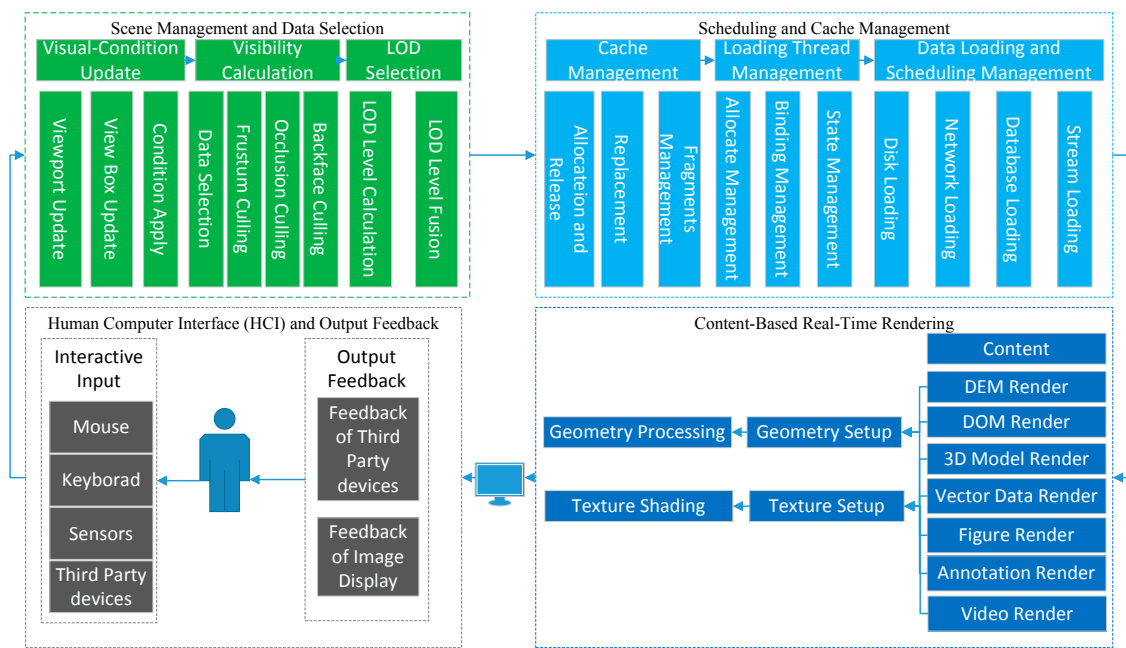 Scene Management and Data Selection
Visual-Condition
Update
Visibility
Calculation
LOD
Selection
Viewport Update
View Box Update
Condition Apply
Data Selection
Frustum Culling
Occlusion Culling
Backface Culling
LOD Level Calculation
LOD Level Fusion
Scheduling and Cache Management
Cache
Management
Loading Thread
Management
Data Loading and
Scheduling Management
Allocateion and
Release
Replacement
Fragments
Management
Allocate Management
Binding Management
State Management
Disk Loading
Network Loading
Database Loading
Stream Loading
Human Computer Interface (HCI) and Output Feedback
Interactive
Input
Mouse
Keyborad
Sensors
Third Party
devices
Output
Feedback
Feedback
of Third
Party
devices
Feedback
of Image
Display
Content-Based Real-Time Rendering
Geometry Processing
Geometry Setup
Texture Shading
Texture Setup
Content
DEM Render
DOM Render
3D Model Render
Vector Data Render
Figure Render
Annotation Render
Video Render